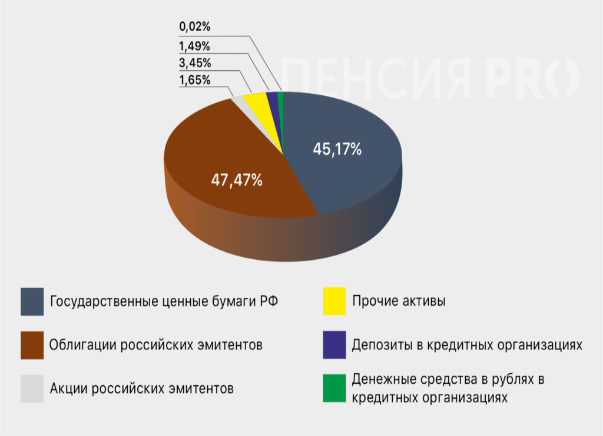 ПЕНСИЯ PRO
0,02%
1,49%
3,45%
1,65%
45,17%
47,47%
Государственные ценные бумаги РФ
Облигации российских эмитентов
Акции российских эмитентов
Прочие активы
Депозиты в кредитных организациях
Денежные средства в рублях в
кредитных организациях